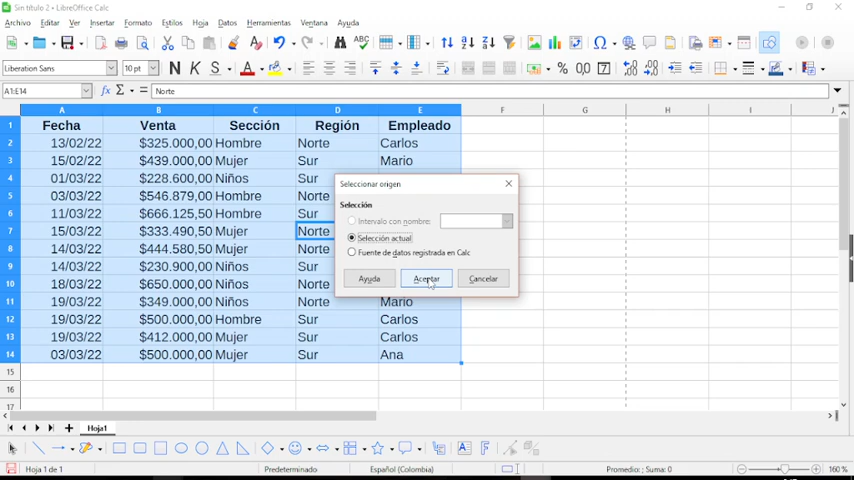 Sin título 2 • LibreOffice Calc
Archivo Editar Ver Insertar Formato Estilos Hoja Datos Herramientas Ventana Ayuda
Liberation Sans 10 pt N K S
A1:E14 fx Σ = Norte
A B C D E F G H I J
1 Fecha Venta Sección Región Empleado
2 13/02/22 $325.000,00 Hombre Norte Carlos
3 15/02/22 $439.000,00 Mujer Sur Mario
4 01/03/22 $228.600,00 Niños Sur
5 03/03/22 $546.879,00 Hombre Norte
6 11/03/22 $666.125,50 Hombre Sur
7 15/03/22 $333.490,50 Mujer Norte
8 14/03/22 $444.580,50 Mujer Norte
9 14/03/22 $230.900,00 Niños Sur
10 18/03/22 $650.000,00 Niños Norte
11 19/03/22 $349.000,00 Niños Norte Mario
12 19/03/22 $500.000,00 Hombre Sur Carlos
13 19/03/22 $412.000,00 Mujer Sur Carlos
14 03/03/22 $500.000,00 Mujer Sur Ana
15
16
17
Seleccionar origen
Selección
Intervalo con nombre:
Selección actual
Fuente de datos registrada en Calc
Ayuda Aceptar Cancelar
Hoja1
Hoja 1 de 1 Predeterminado Español (Colombia) Promedio: ; Suma: 0 160 %